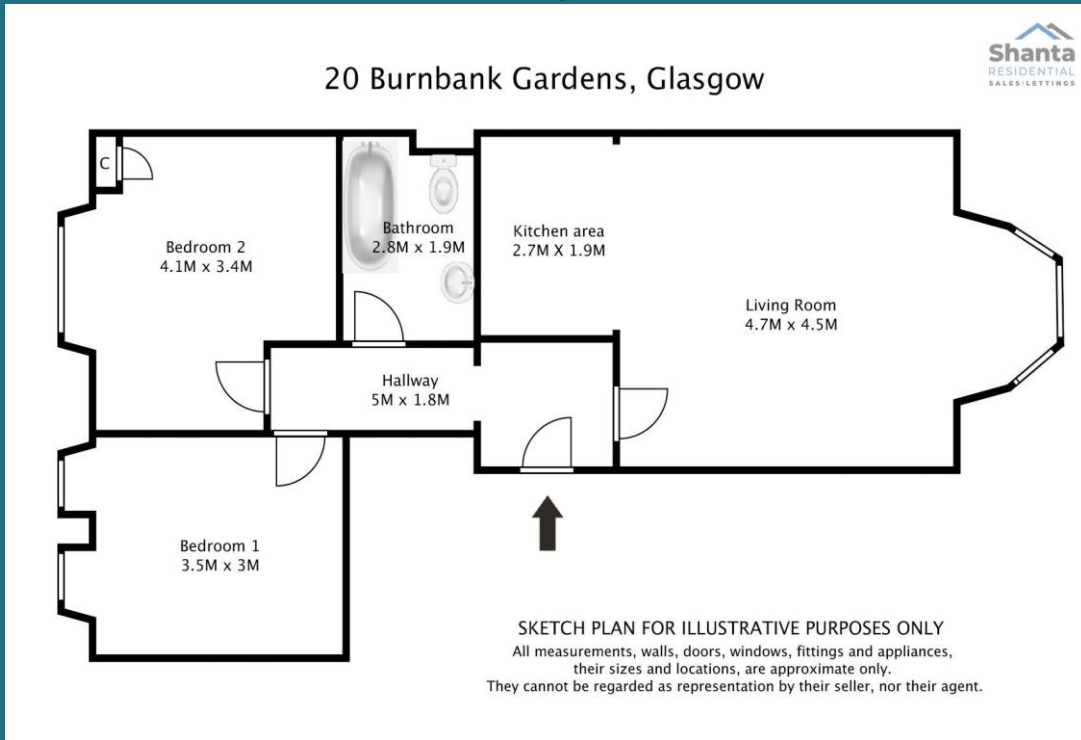 Shanta
RESIDENTIAL
SALES|LETTINGS
20 Burnbank Gardens, Glasgow
C
Bedroom 2
4.1M x 3.4M
Bathroom
2.8M x 1.9M
Kitchen area
2.7M X 1.9M
Living Room
4.7M x 4.5M
Hallway
5M x 1.8M
Bedroom 1
3.5M x 3M
SKETCH PLAN FOR ILLUSTRATIVE PURPOSES ONLY
All measurements, walls, doors, windows, fittings and appliances,
their sizes and locations, are approximate only.
They cannot be regarded as representation by their seller, nor their agent.